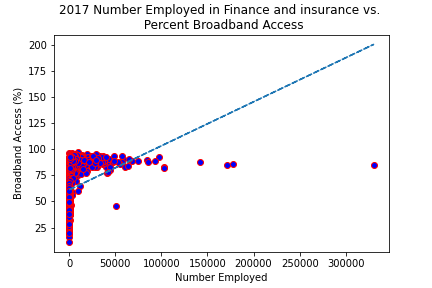 2017 Number Employed in Finance and insurance vs.
Percent Broadband Access
200
175
150
125
100
75
50
25
Broadband Access (%)
0 50000 100000 150000 200000 250000 300000
Number Employed